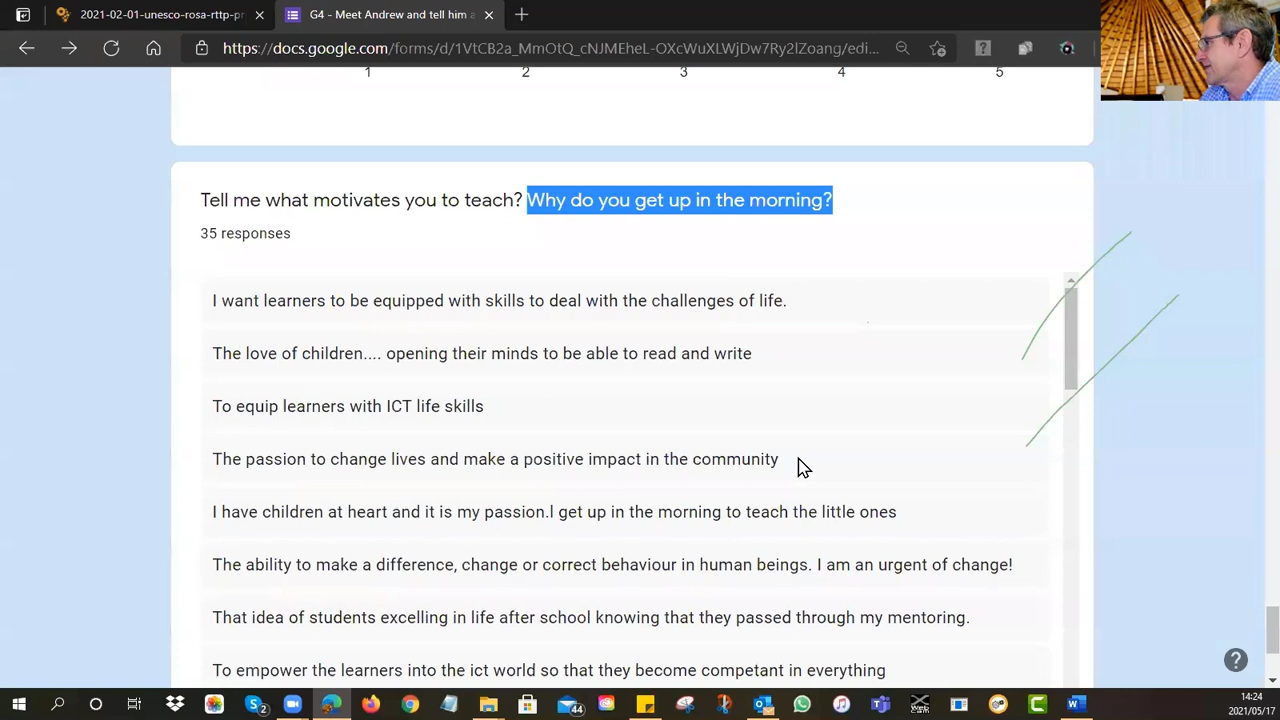 2021-02-01-unesco-rosa-rttp-pr
G4 - Meet Andrew and tell him a
https://docs.google.com/forms/d/1VtCB2a_MmOtQ_cNJMEheL-OXcWuXLWjDw7Ry2lZoang/edi...
1 2 3 4 5
Tell me what motivates you to teach? Why do you get up in the morning?
35 responses
I want learners to be equipped with skills to deal with the challenges of life.
The love of children.... opening their minds to be able to read and write
To equip learners with ICT life skills
The passion to change lives and make a positive impact in the community
I have children at heart and it is my passion.I get up in the morning to teach the little ones
The ability to make a difference, change or correct behaviour in human beings. I am an urgent of change!
That idea of students excelling in life after school knowing that they passed through my mentoring.
To empower the learners into the ict world so that they become competant in everything
2
44
14:24
2021/05/17